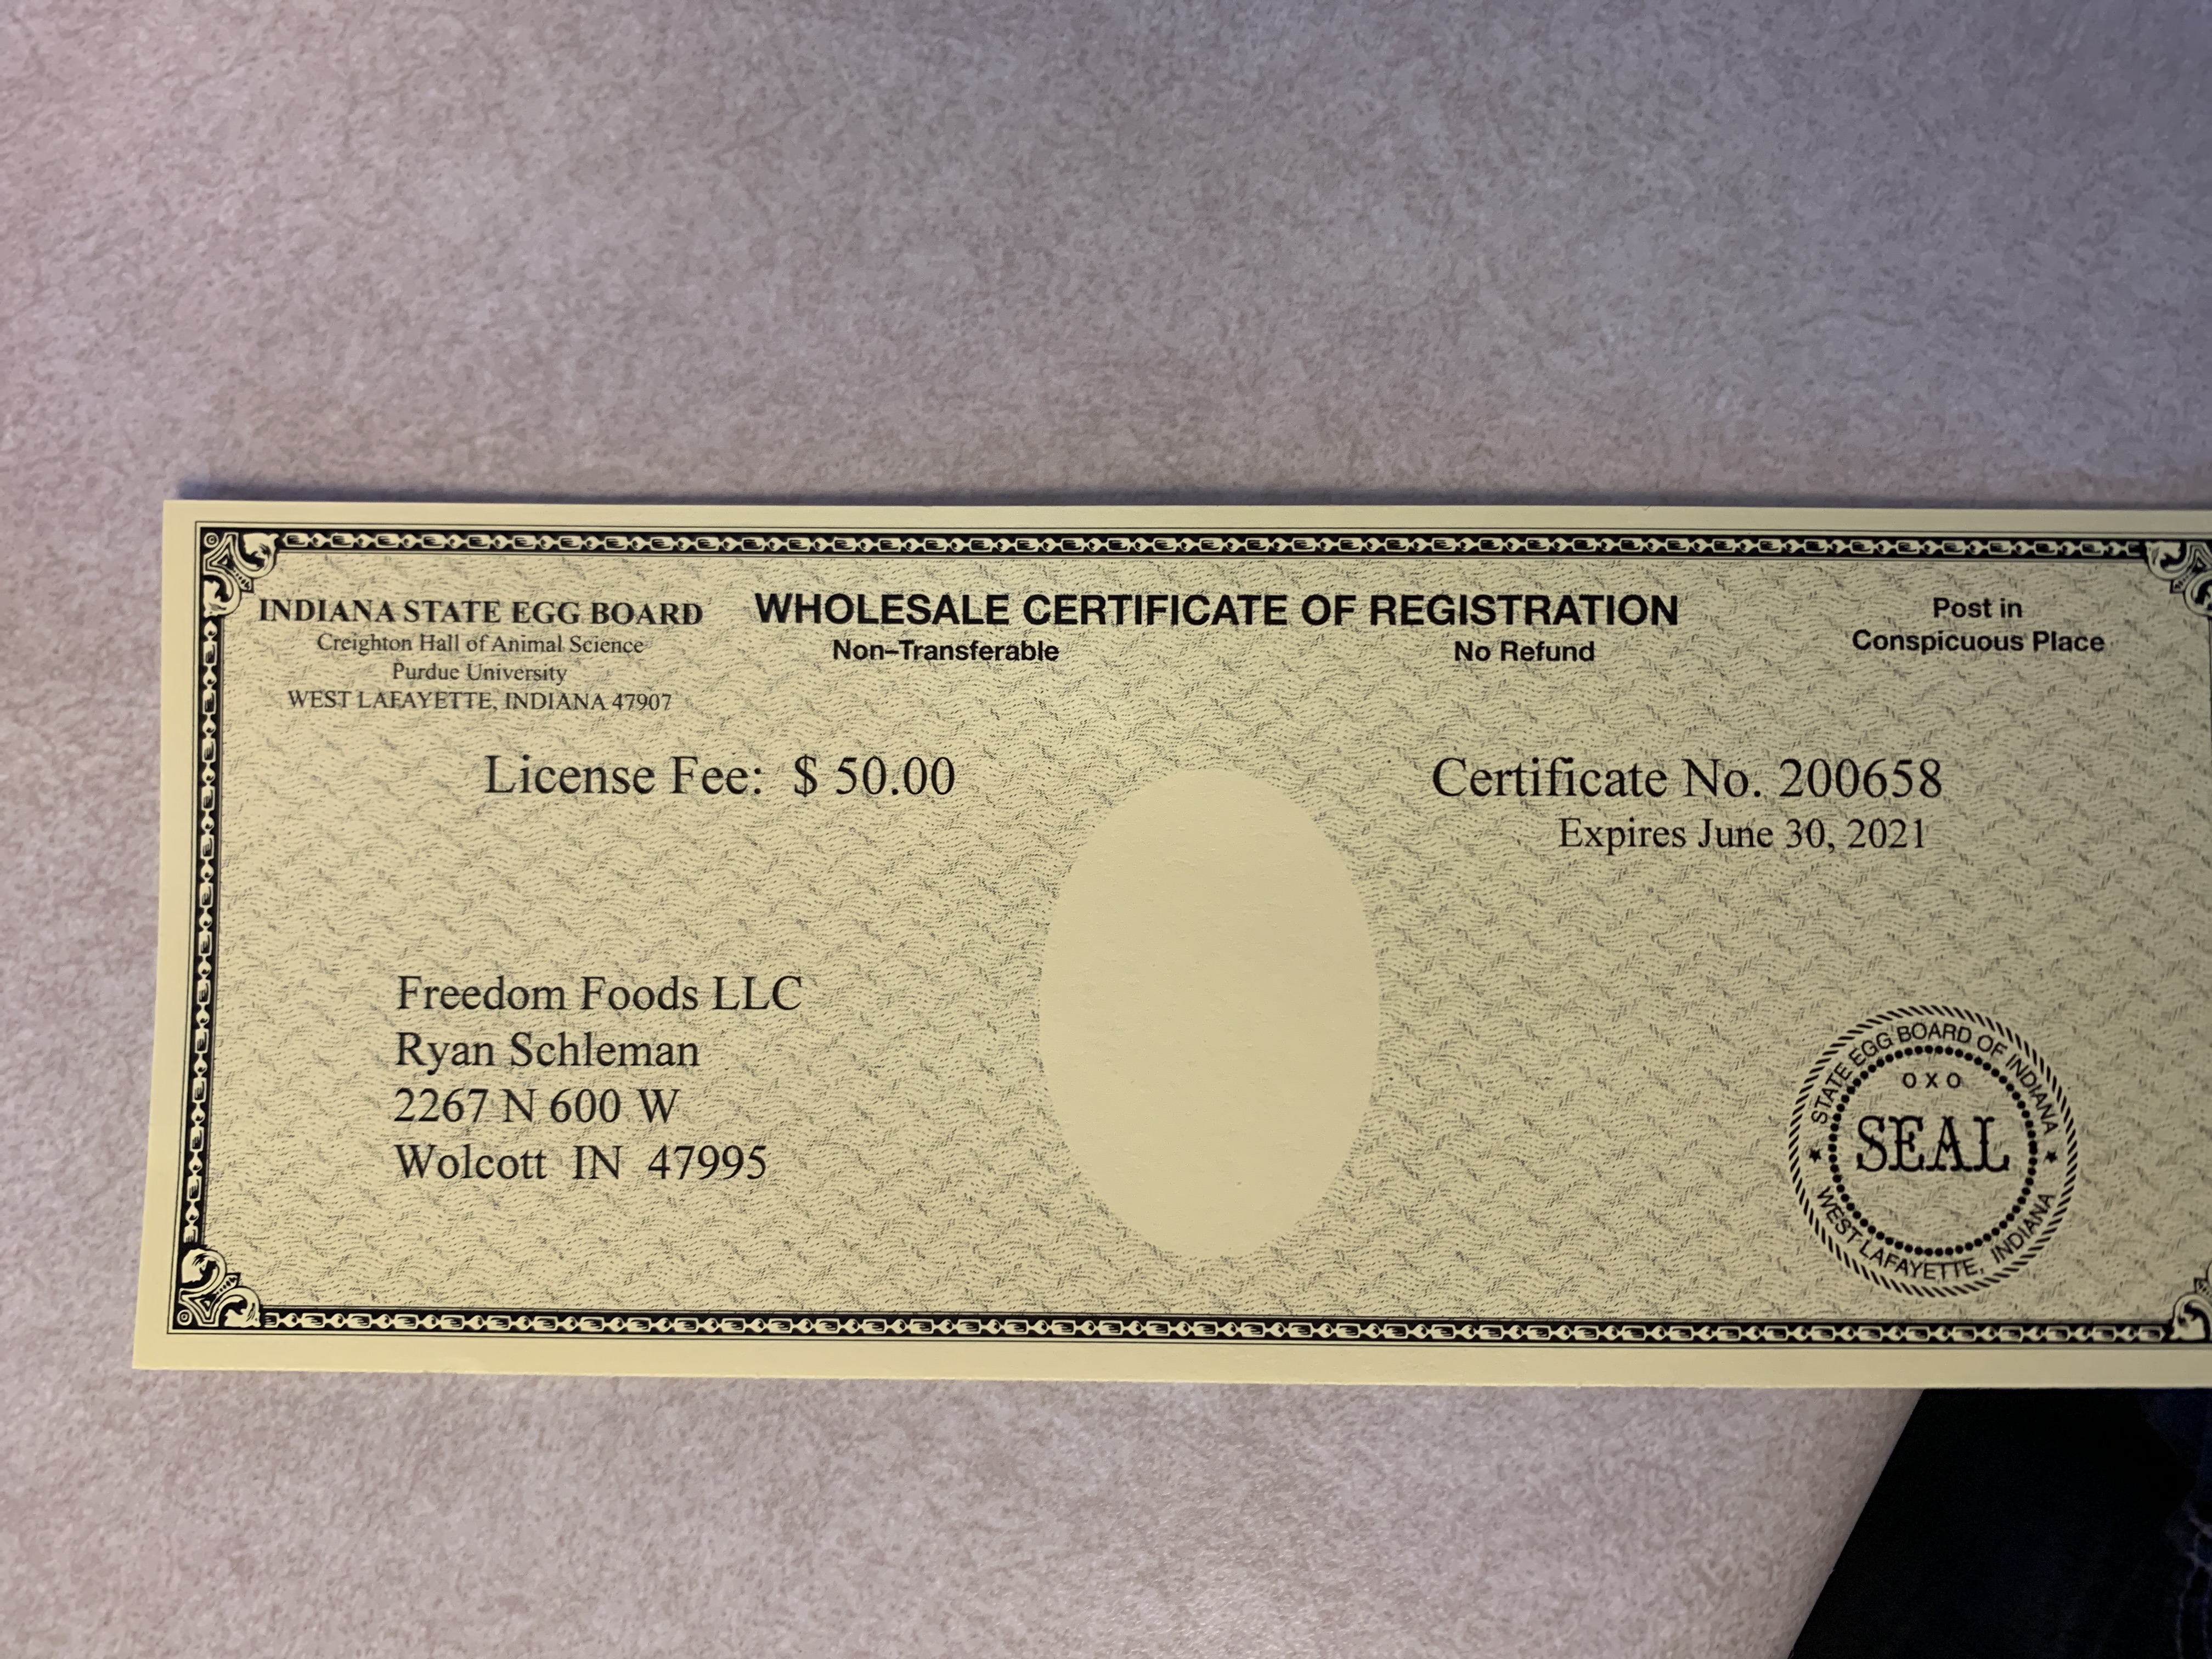 INDIANA STATE EGG BOARD
Creighton Hall of Animal Science
Purdue University
WEST LAFAYETTE, INDIANA 47907
WHOLESALE CERTIFICATE OF REGISTRATION
Non–Transferable
No Refund
Post in
Conspicuous Place
License Fee: $ 50.00
Certificate No. 200658
Expires June 30, 2021
Freedom Foods LLC
Ryan Schleman
2267 N 600 W
Wolcott IN 47995
STATE EGG BOARD OF INDIANA
OXO
SEAL
WEST LAFAYETTE, INDIANA